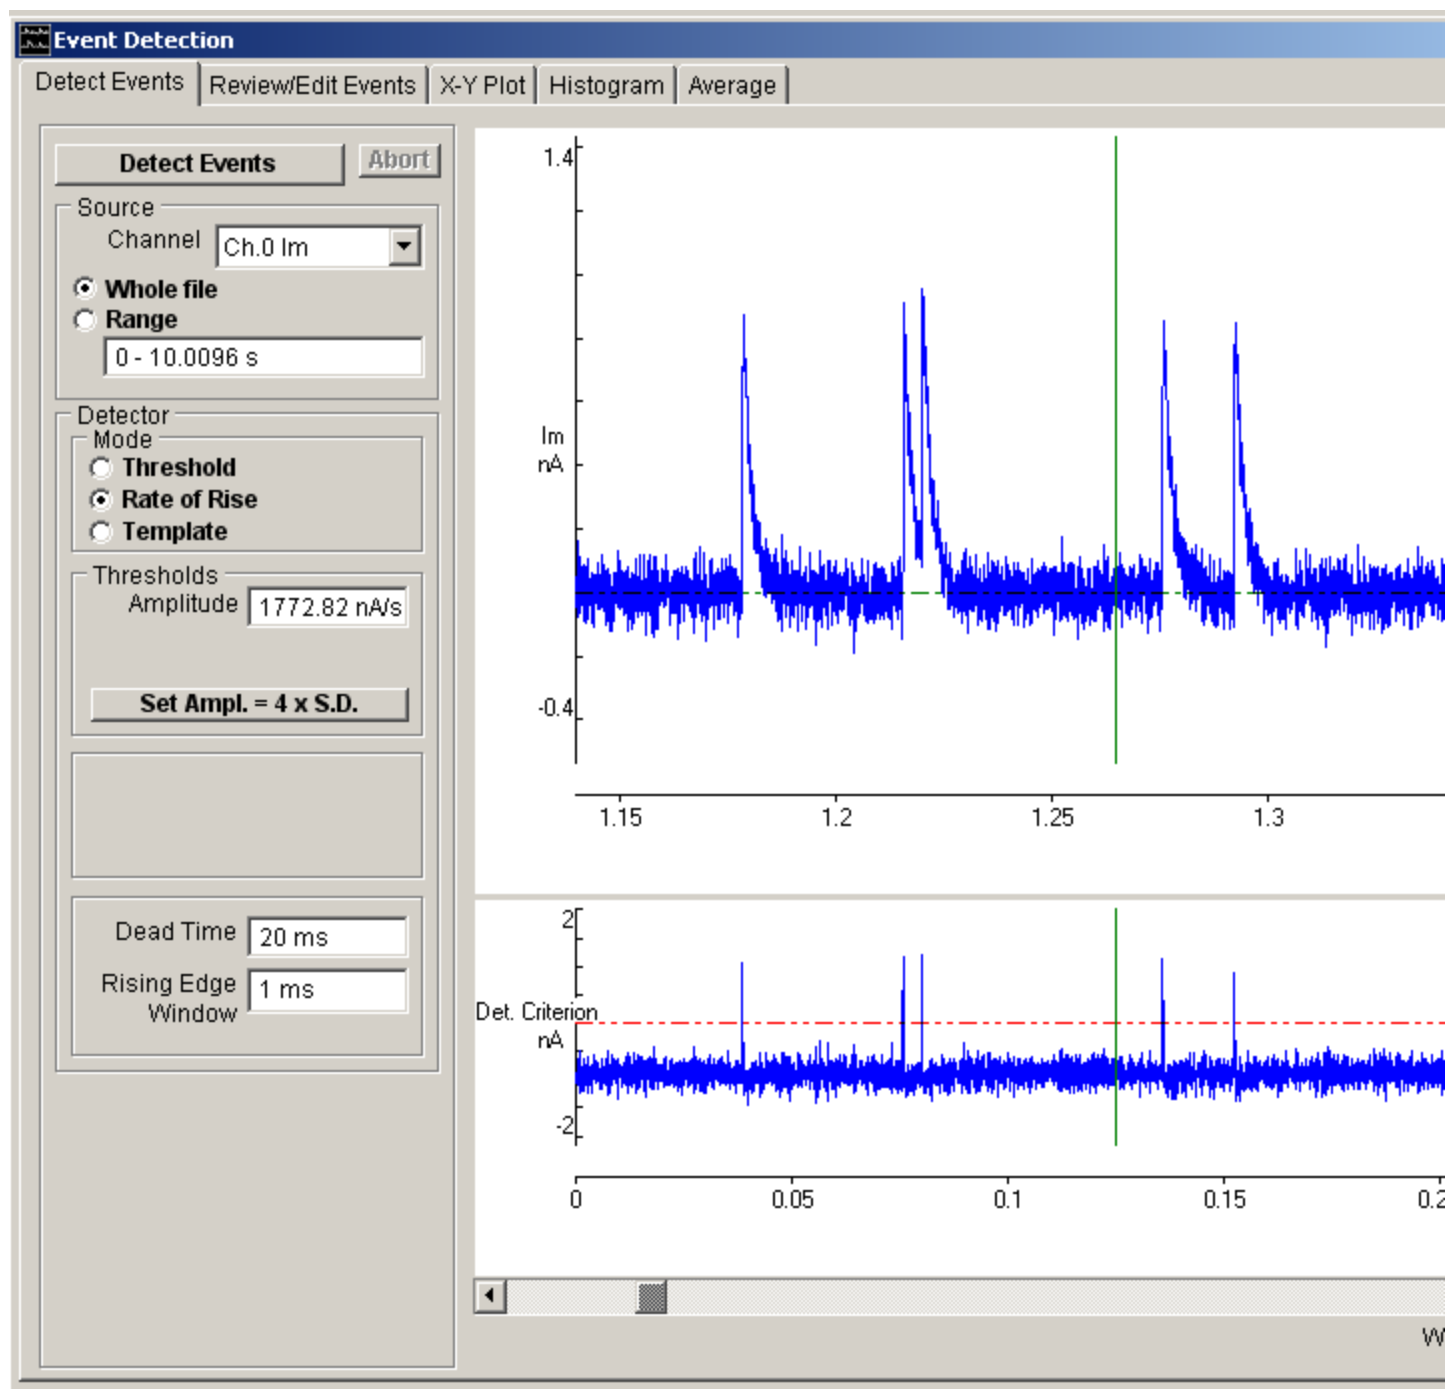 Event Detection
Detect Events Review/Edit Events X-Y Plot Histogram Average
Detect Events Abort
Source
Channel Ch.0 Im
Whole file
Range
0 - 10.0096 s
Detector
Mode
Threshold
Rate of Rise
Template
Thresholds
Amplitude 1772.82 nA/s
Set Ampl. = 4 x S.D.
Dead Time 20 ms
Rising Edge
Window 1 ms
1.4
Im
nA
-0.4
1.15 1.2 1.25 1.3
2
Det. Criterion
nA
-2
0 0.05 0.1 0.15 0.2
W